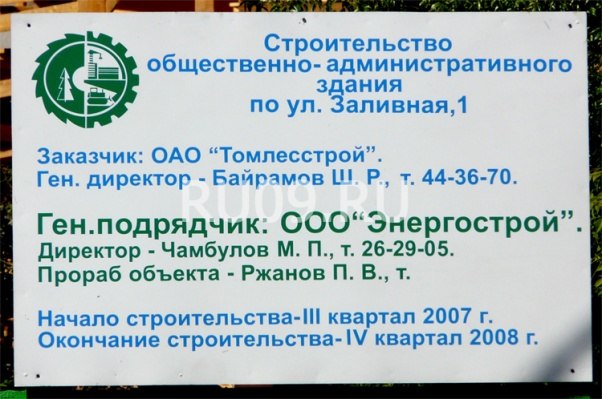 Строительство
общественно- административного
здания
по ул. Заливная,1
Заказчик: ОАО “Томлесстрой”.
Ген. директор - Байрамов Ш. Р., т. 44-36-70.
RU09.RU
Ген.подрядчик: ООО“Энергострой”.
Директор - Чамбулов М. П., т. 26-29-05.
Прораб объекта - Ржанов П. В., т.
Начало строительства-III квартал 2007 г.
Окончание строительства-IV квартал 2008 г.